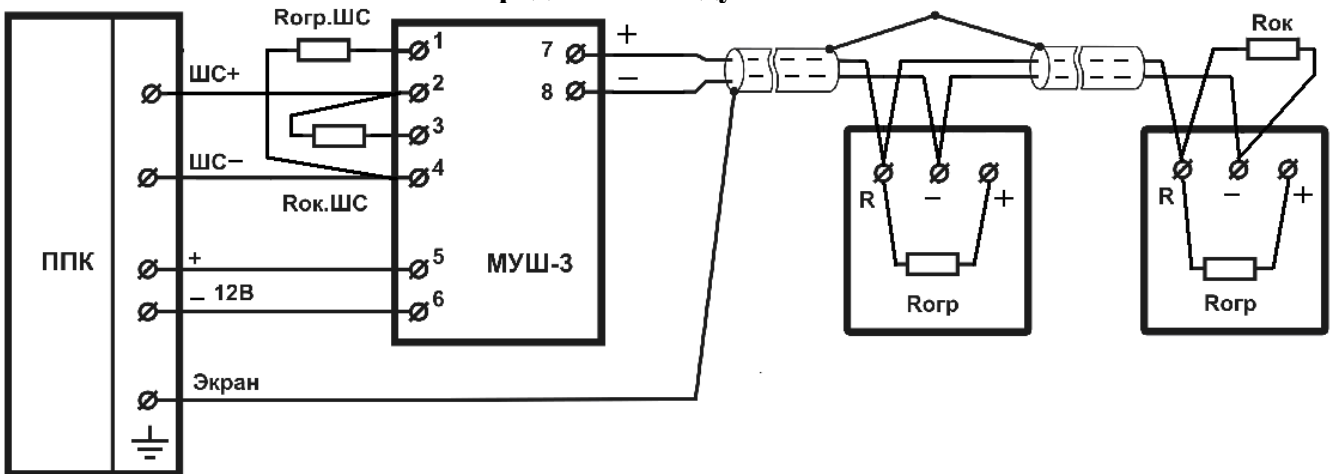 Rогр.ШС
1
7
+
Rок
ШС+
2
8
−
3
ШС−
4
R − +
R − +
Rок.ШС
ППК
+
5
МУШ-3
− 12В
6
Rогр
Rогр
Экран